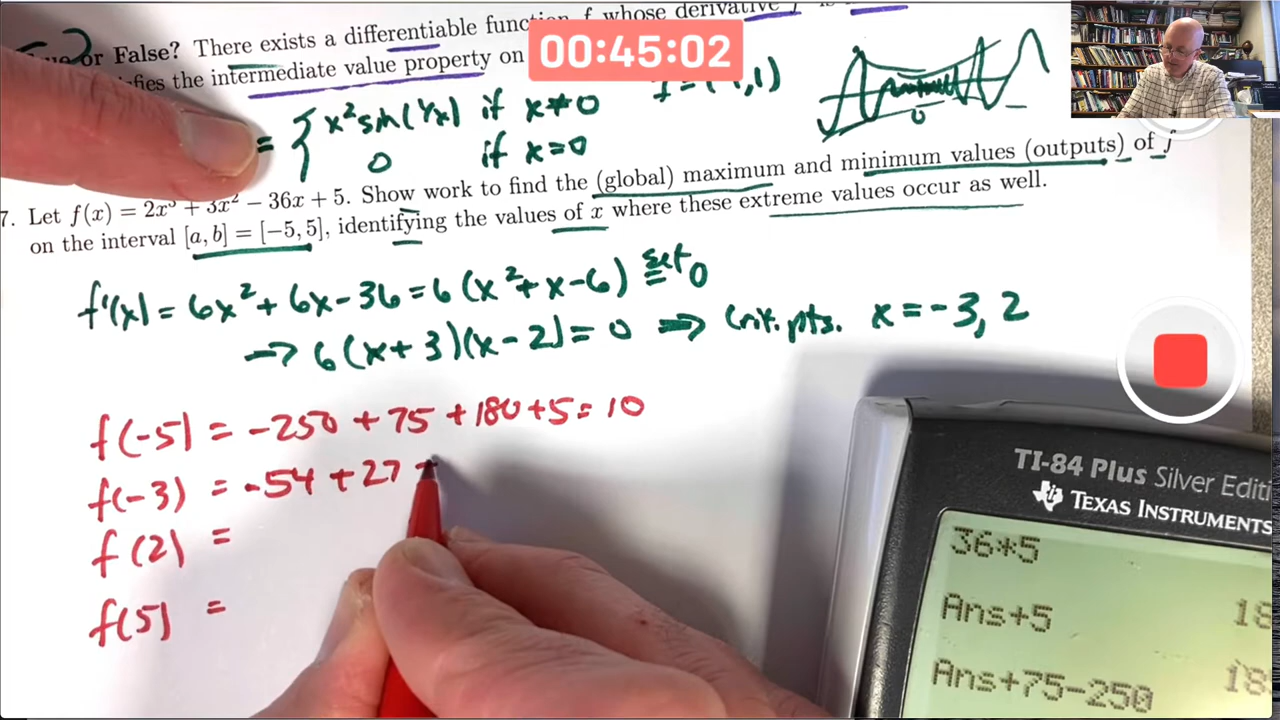 or False? There exists a differentiable function f whose derivative
the intermediate value property on
00:45:02
= { x² sin(1/x) if x ≠ 0
0 if x=0
0
7. Let f(x) = 2x³ + 3x² − 36x + 5. Show work to find the (global) maximum and minimum values (outputs) of f
on the interval [a, b] = [−5, 5], identifying the values of x where these extreme values occur as well.
f'(x) = 6x² + 6x − 36 = 6(x² + x − 6) set = 0
→ 6(x+3)(x−2) = 0 ⇒ Crit. pts. x = −3, 2
f(−5) = −250 + 75 + 180 + 5 = 10
f(−3) = −54 + 27
f(2) =
f(5) =
TI-84 Plus Silver Editi
TEXAS INSTRUMENTS
36*5
Ans+5
Ans+75-250